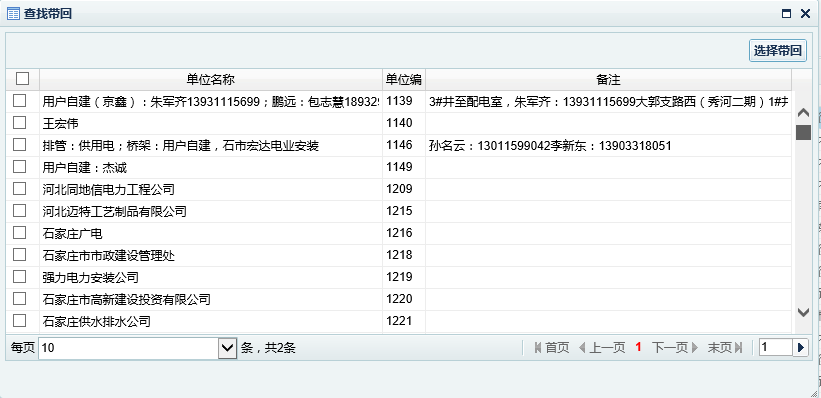 查找带回
选择带回
单位名称 单位编 备注
用户自建（京鑫）：朱军齐13931115699；鹏远：包志慧189329 1139 3#井至配电室，朱军齐：13931115699大郭支路西（秀河二期）1#井
王宏伟 1140
排管：供用电；桥架：用户自建，石市宏达电业安装 1146 孙名云：13011599042李新东：13903318051
用户自建：杰诚 1149
河北同地信电力工程公司 1209
河北迈特工艺制品有限公司 1215
石家庄广电 1216
石家庄市市政建设管理处 1218
强力电力安装公司 1219
石家庄市高新建设投资有限公司 1220
石家庄供水排水公司 1221
每页 10 条，共2条 首页 上一页 1 下一页 末页 1